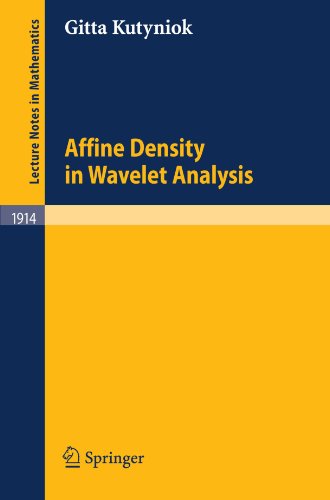 Gitta Kutyniok
Lecture Notes in Mathematics
Affine Density
in Wavelet Analysis
1914
Springer